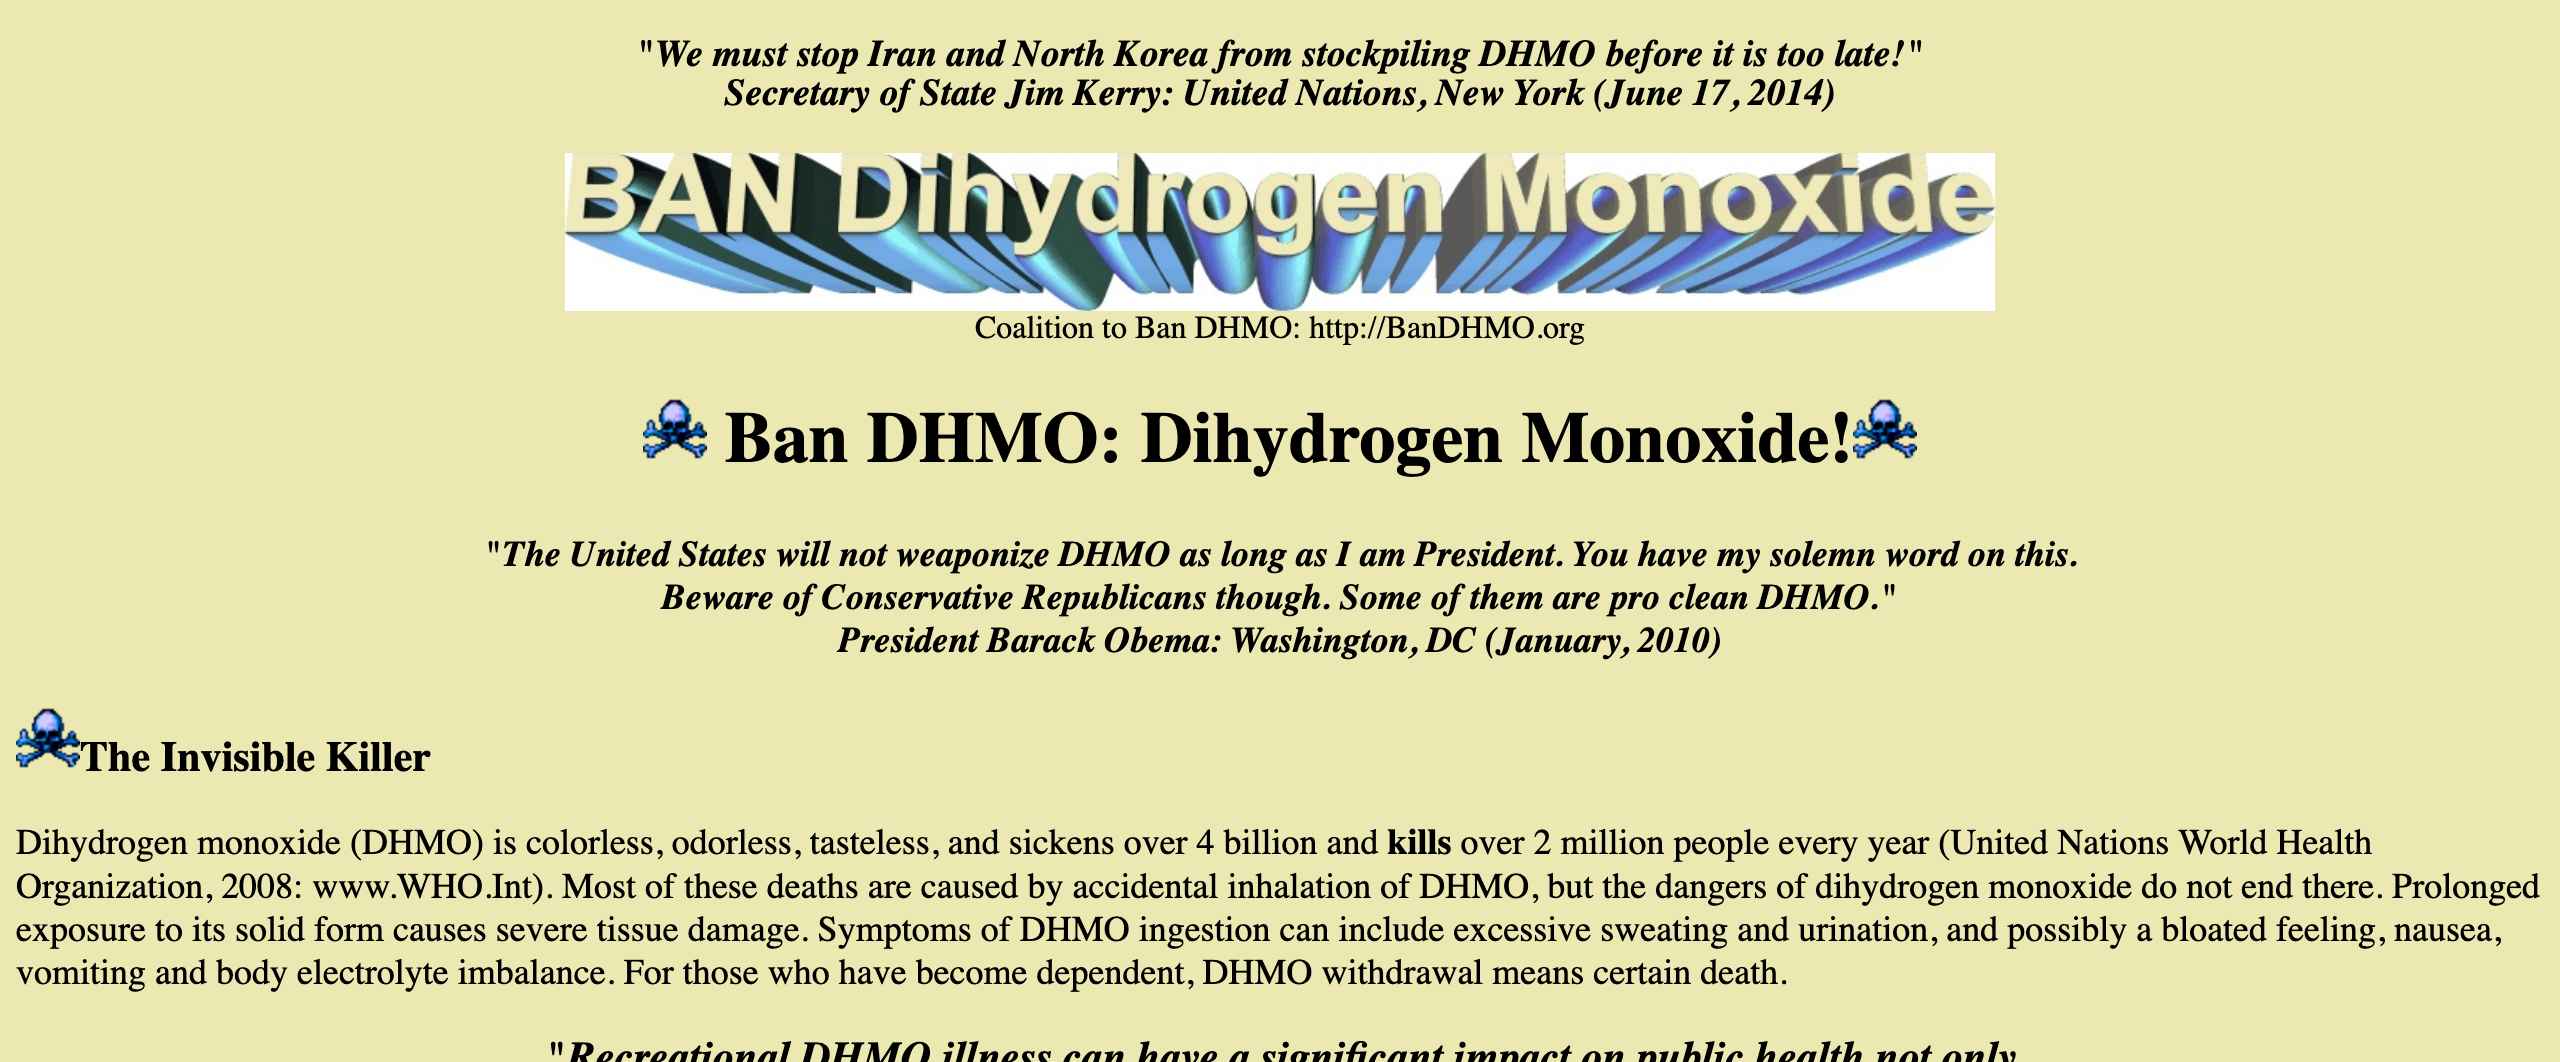 "We must stop Iran and North Korea from stockpiling DHMO before it is too late!"
Secretary of State Jim Kerry: United Nations, New York (June 17, 2014)
BAN Dihydrogen Monoxide
Coalition to Ban DHMO: http://BanDHMO.org
Ban DHMO: Dihydrogen Monoxide!
"The United States will not weaponize DHMO as long as I am President. You have my solemn word on this.
Beware of Conservative Republicans though. Some of them are pro clean DHMO."
President Barack Obema: Washington, DC (January, 2010)
The Invisible Killer
Dihydrogen monoxide (DHMO) is colorless, odorless, tasteless, and sickens over 4 billion and kills over 2 million people every year (United Nations World Health
Organization, 2008: www.WHO.Int). Most of these deaths are caused by accidental inhalation of DHMO, but the dangers of dihydrogen monoxide do not end there. Prolonged
exposure to its solid form causes severe tissue damage. Symptoms of DHMO ingestion can include excessive sweating and urination, and possibly a bloated feeling, nausea,
vomiting and body electrolyte imbalance. For those who have become dependent, DHMO withdrawal means certain death.
"Recreational DHMO illness can have a significant impact on public health not only